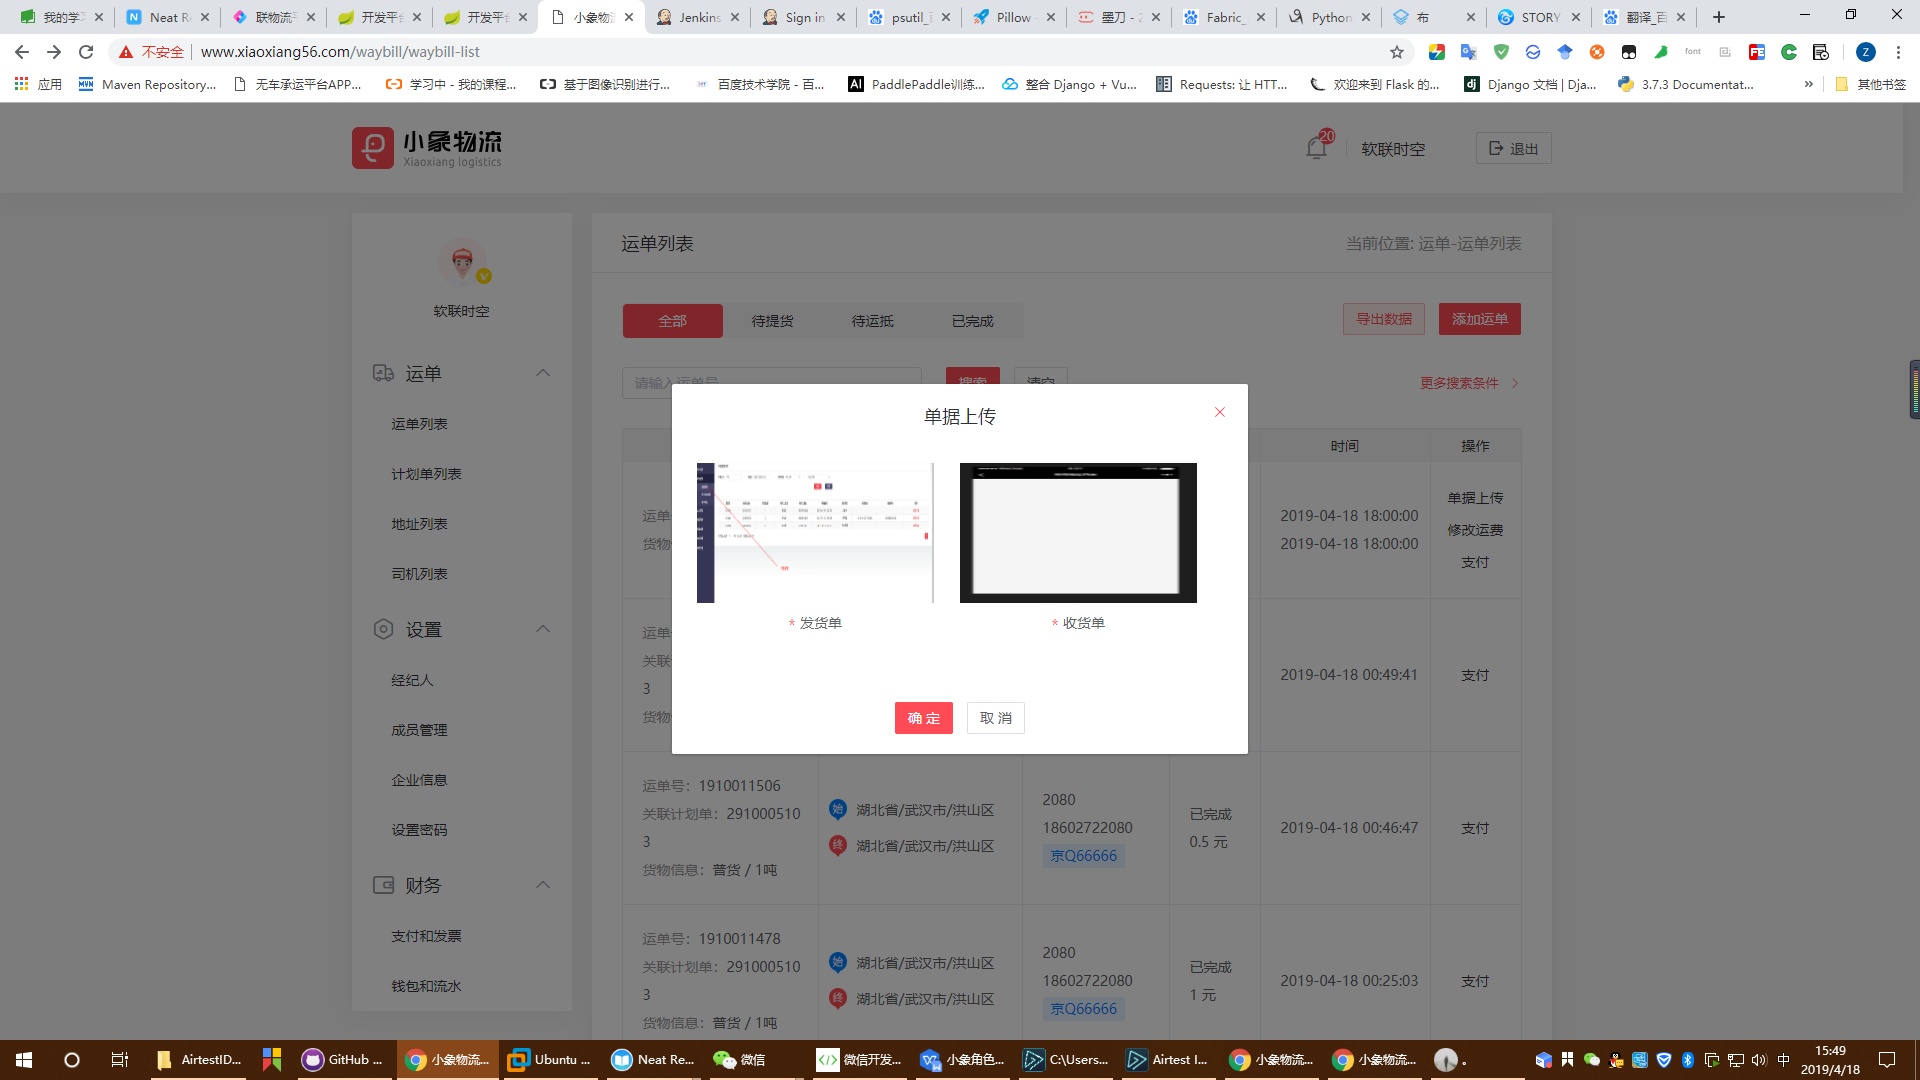 我的学
Neat R
联物流
开发平
开发平
小象物
Jenkins
Sign in
psutil_
Pillow
墨刀 - 2
Fabric_
Python
布
STORY
翻译_百
不安全
www.xiaoxiang56.com/waybill/waybill-list
应用
Maven Repository...
无车承运平台APP...
学习中 - 我的课程...
基于图像识别进行...
百度技术学院 - 百...
PaddlePaddle训练...
整合 Django + Vu...
Requests: 让 HTT...
欢迎来到 Flask 的...
Django 文档 | Dja...
3.7.3 Documentat...
»
其他书签
小象物流
Xiaoxiang logistics
20
软联时空
退出
软联时空
运单
运单列表
计划单列表
地址列表
司机列表
设置
经纪人
成员管理
企业信息
设置密码
财务
支付和发票
钱包和流水
运单列表
当前位置: 运单-运单列表
全部 待提货 待运抵 已完成
导出数据 添加运单
请输入运单号
搜索 清空
更多搜索条件
时间 操作
运单
货物
2019-04-18 18:00:00
2019-04-18 18:00:00
单据上传
修改运费
支付
运单
关联
3
货物
2019-04-18 00:49:41
支付
单据上传
* 发货单
* 收货单
确 定 取 消
运单号：1910011506
关联计划单：291000510
3
货物信息：普货 / 1吨
始 湖北省/武汉市/洪山区
终 湖北省/武汉市/洪山区
2080
18602722080
京Q66666
已完成
0.5 元
2019-04-18 00:46:47
支付
运单号：1910011478
关联计划单：291000510
3
货物信息：普货 / 1吨
始 湖北省/武汉市/洪山区
终 湖北省/武汉市/洪山区
2080
18602722080
京Q66666
已完成
1 元
2019-04-18 00:25:03
支付
AirtestID...
GitHub ...
小象物流...
Ubuntu ...
Neat Re...
微信
微信开发...
小象角色...
C:\Users...
Airtest I...
小象物流...
小象物流...
中
15:49
2019/4/18